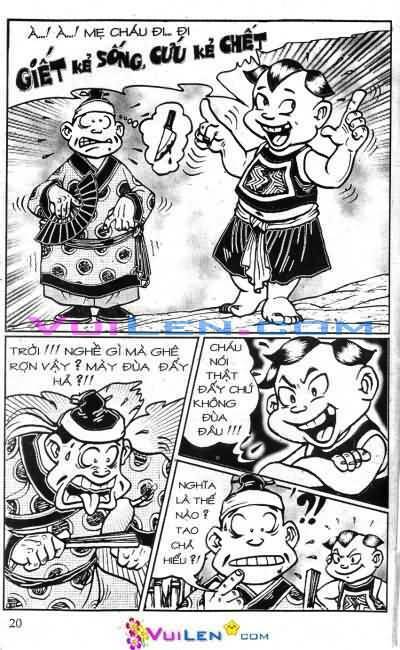 À...! À...! MẸ CHÁU ĐI... ĐI
GIẾT KẺ SỐNG, CỨU KẺ CHẾT
VUILEN.COM
TRỜI!!! NGHỀ GÌ MÀ GHÊ
RỢN VẬY? MÀY ĐÙA ĐẤY
HẢ?!!
CHÁU
NÓI
THẬT
ĐẤY CHỨ
KHÔNG
ĐÙA
ĐÂU!!!
NGHĨA
LÀ THẾ
NÀO?
TAO
CHẢ
HIỂU?!
?!
20
VUILEN.COM